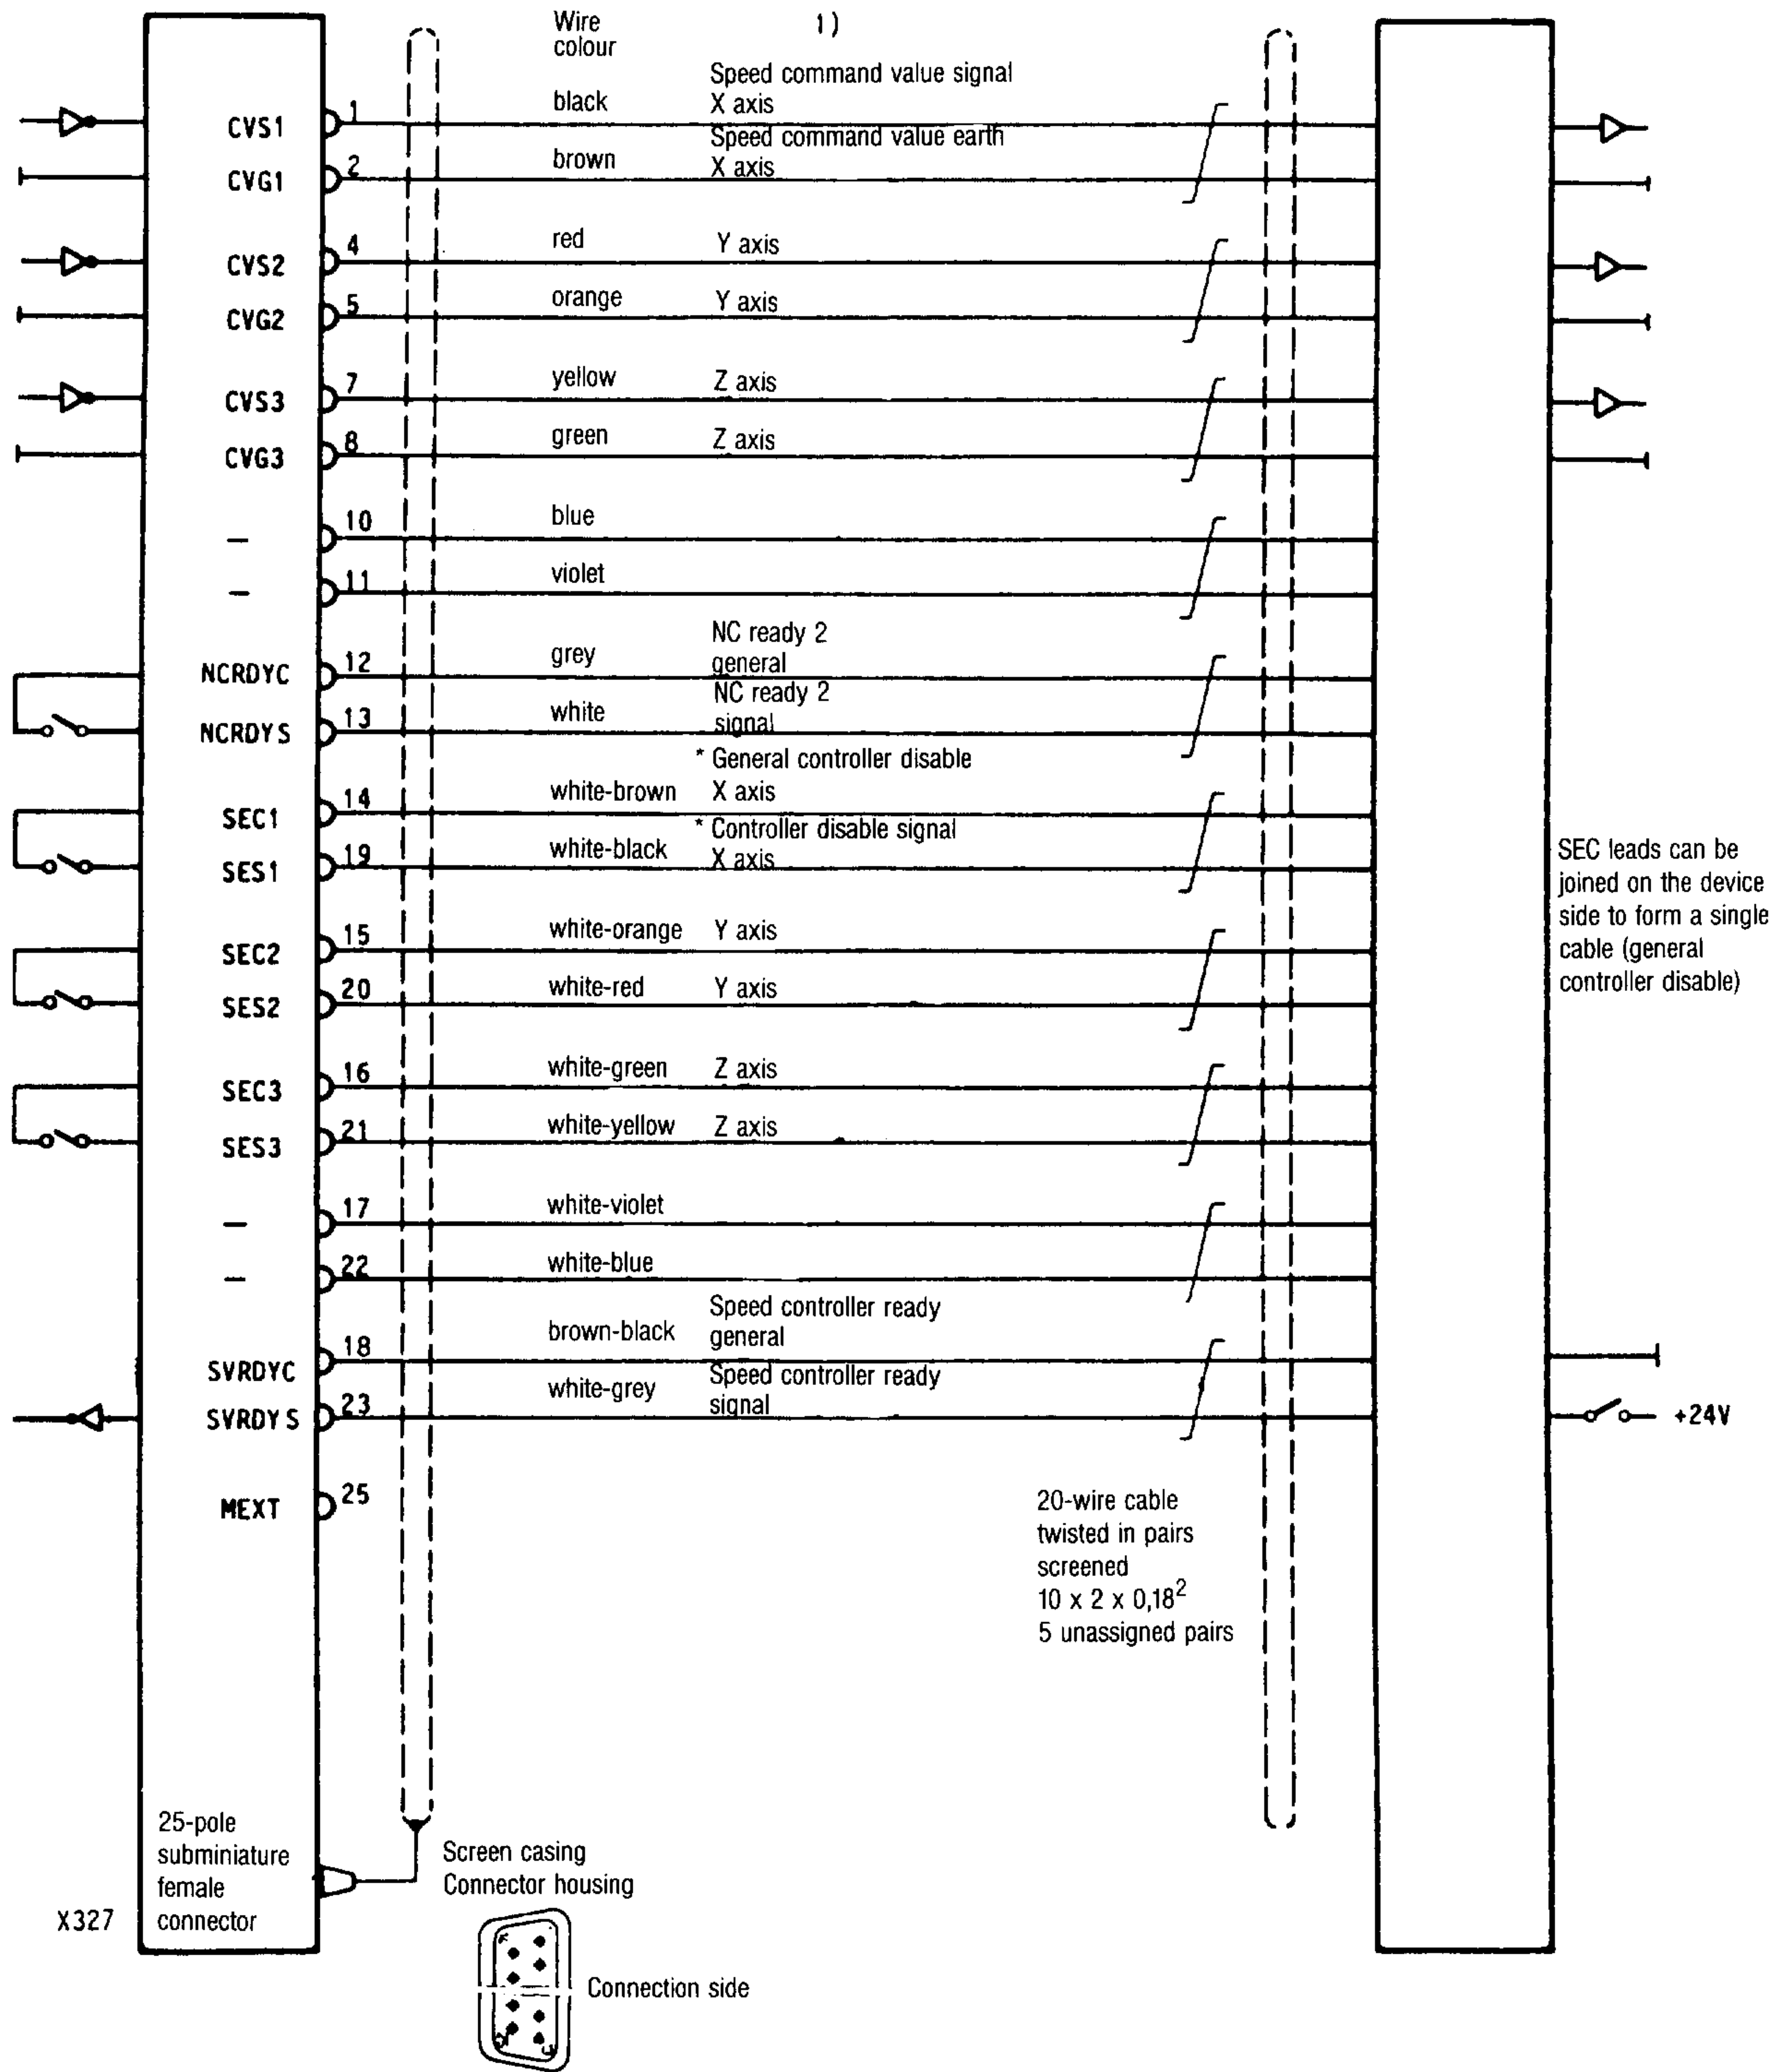 Wire
colour
1)
Speed command value signal
CVS1 1 black X axis
Speed command value earth
CVG1 2 brown X axis
CVS2 4 red Y axis
CVG2 5 orange Y axis
CVS3 7 yellow Z axis
CVG3 8 green Z axis
— 10 blue
— 11 violet
NC ready 2
NCRDYC 12 grey general
NC ready 2
NCRDYS 13 white signal
* General controller disable
SEC1 14 white-brown X axis
* Controller disable signal
SES1 19 white-black X axis
SEC2 15 white-orange Y axis
SES2 20 white-red Y axis
SEC3 16 white-green Z axis
SES3 21 white-yellow Z axis
— 17 white-violet
— 22 white-blue
Speed controller ready
SVRDYC 18 brown-black general
Speed controller ready
SVRDYS 23 white-grey signal
MEXT 25
SEC leads can be
joined on the device
side to form a single
cable (general
controller disable)
+24V
20-wire cable
twisted in pairs
screened
10 x 2 x 0,18²
5 unassigned pairs
25-pole
subminiature
female
connector
X327
Screen casing
Connector housing
Connection side